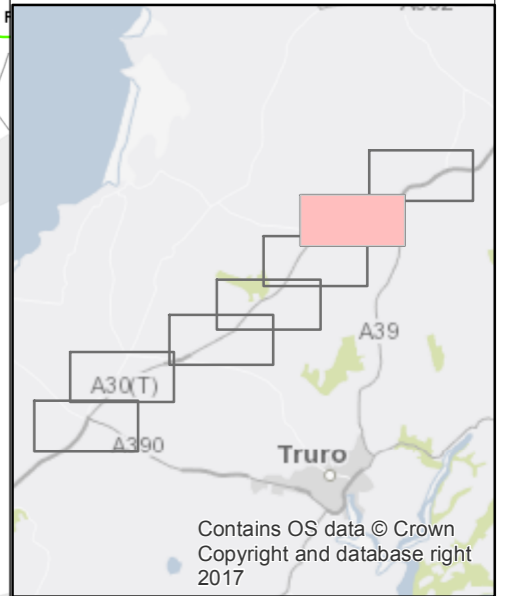 A30(T)
A39
A390
Truro
Contains OS data © Crown
Copyright and database right
2017